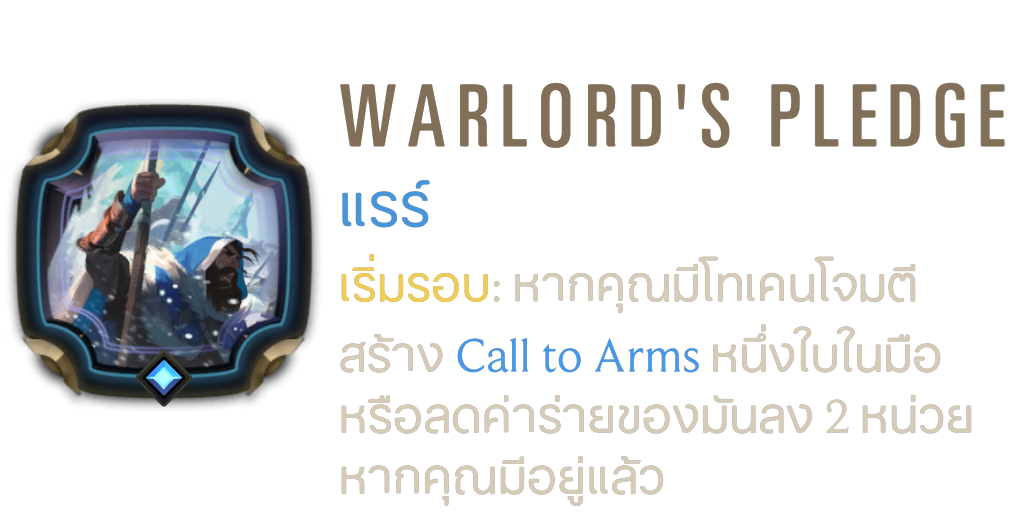 WARLORD'S PLEDGE
แรร์
เริ่มรอบ: หากคุณมีโทเคนโจมตี
สร้าง Call to Arms หนึ่งใบในมือ
หรือลดค่าร่ายของมันลง 2 หน่วย
หากคุณมีอยู่แล้ว